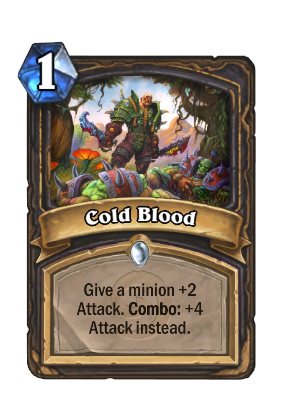 1
Cold Blood
Give a minion +2
Attack. Combo: +4
Attack instead.